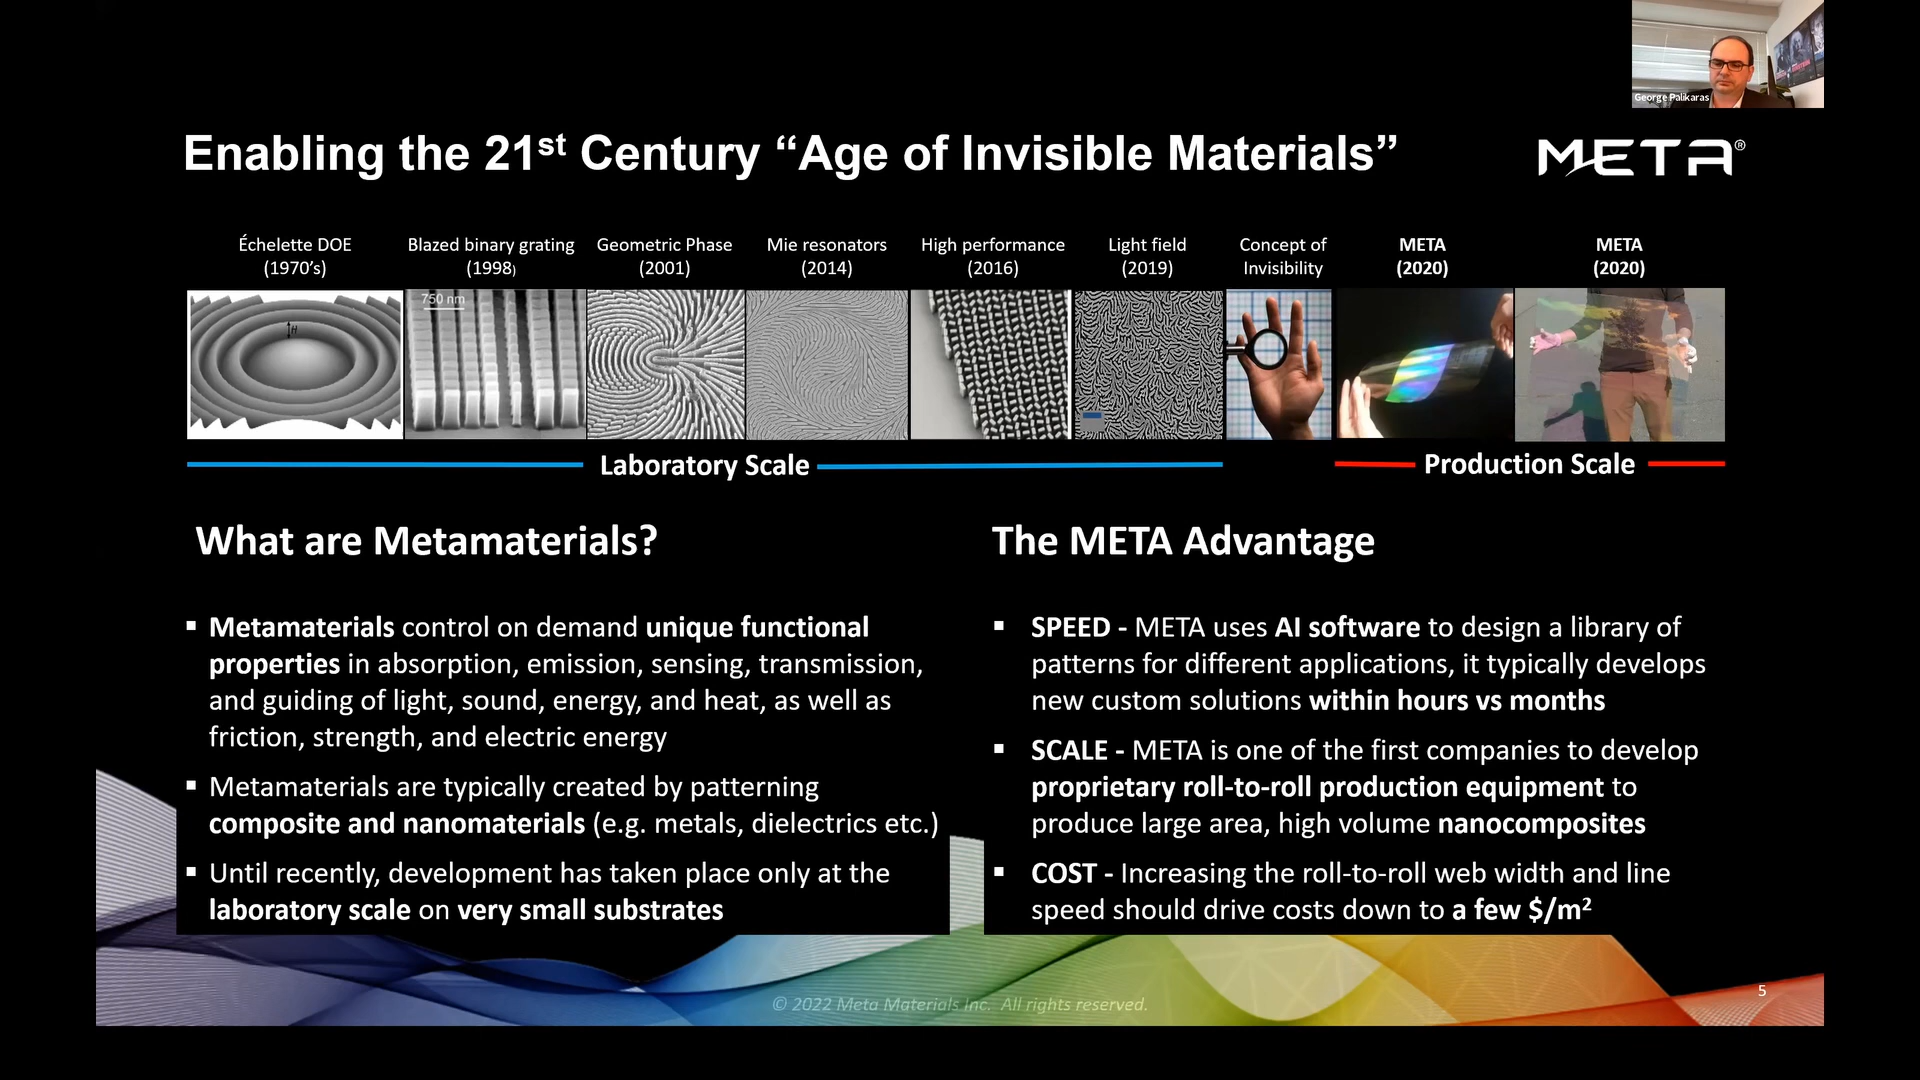 George Palikaras
Enabling the 21st Century “Age of Invisible Materials”
META®
Échelette DOE
(1970’s)
Blazed binary grating
(1998)
Geometric Phase
(2001)
Mie resonators
(2014)
High performance
(2016)
Light field
(2019)
Concept of
Invisibility
META
(2020)
META
(2020)
H
750 nm
Laboratory Scale
Production Scale
What are Metamaterials?
▪ Metamaterials control on demand unique functional
properties in absorption, emission, sensing, transmission,
and guiding of light, sound, energy, and heat, as well as
friction, strength, and electric energy
▪ Metamaterials are typically created by patterning
composite and nanomaterials (e.g. metals, dielectrics etc.)
▪ Until recently, development has taken place only at the
laboratory scale on very small substrates
The META Advantage
▪ SPEED - META uses AI software to design a library of
patterns for different applications, it typically develops
new custom solutions within hours vs months
▪ SCALE - META is one of the first companies to develop
proprietary roll-to-roll production equipment to
produce large area, high volume nanocomposites
▪ COST - Increasing the roll-to-roll web width and line
speed should drive costs down to a few $/m²
© 2022 Meta Materials Inc. All rights reserved.
5